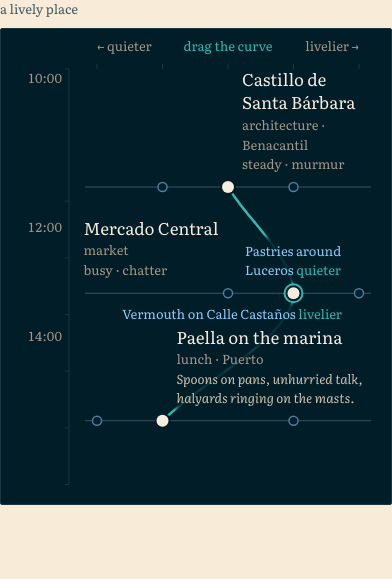 a lively place
← quieter
drag the curve
livelier →
10:00
Castillo de
Santa Bárbara
architecture ·
Benacantil
steady · murmur
12:00
Mercado Central
market
busy · chatter
Pastries around
Luceros quieter
Vermouth on Calle Castaños livelier
14:00
Paella on the marina
lunch · Puerto
Spoons on pans, unhurried talk,
halyards ringing on the masts.